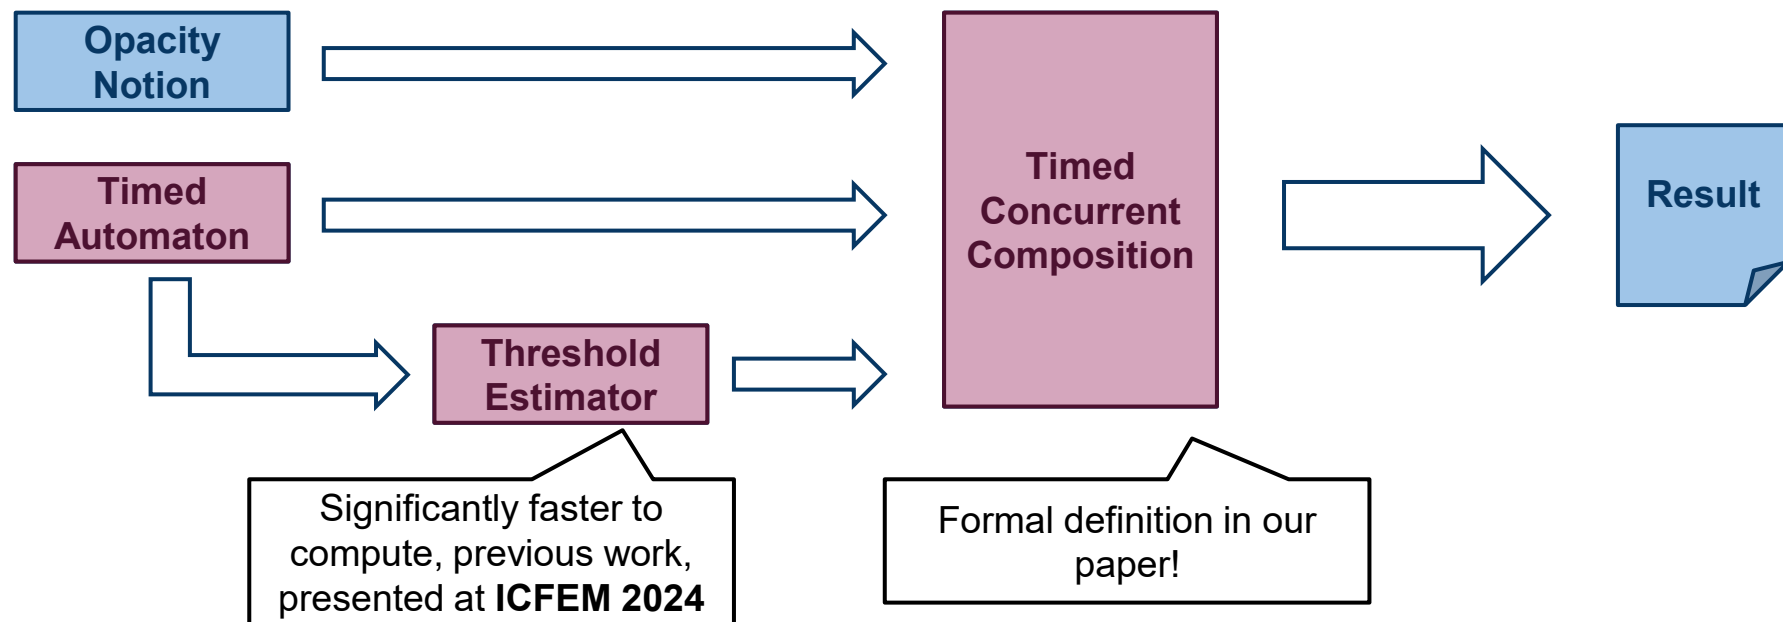 Opacity
Notion
Timed
Automaton
Threshold
Estimator
Timed
Concurrent
Composition
Result
Significantly faster to
compute, previous work,
presented at ICFEM 2024
Formal definition in our
paper!